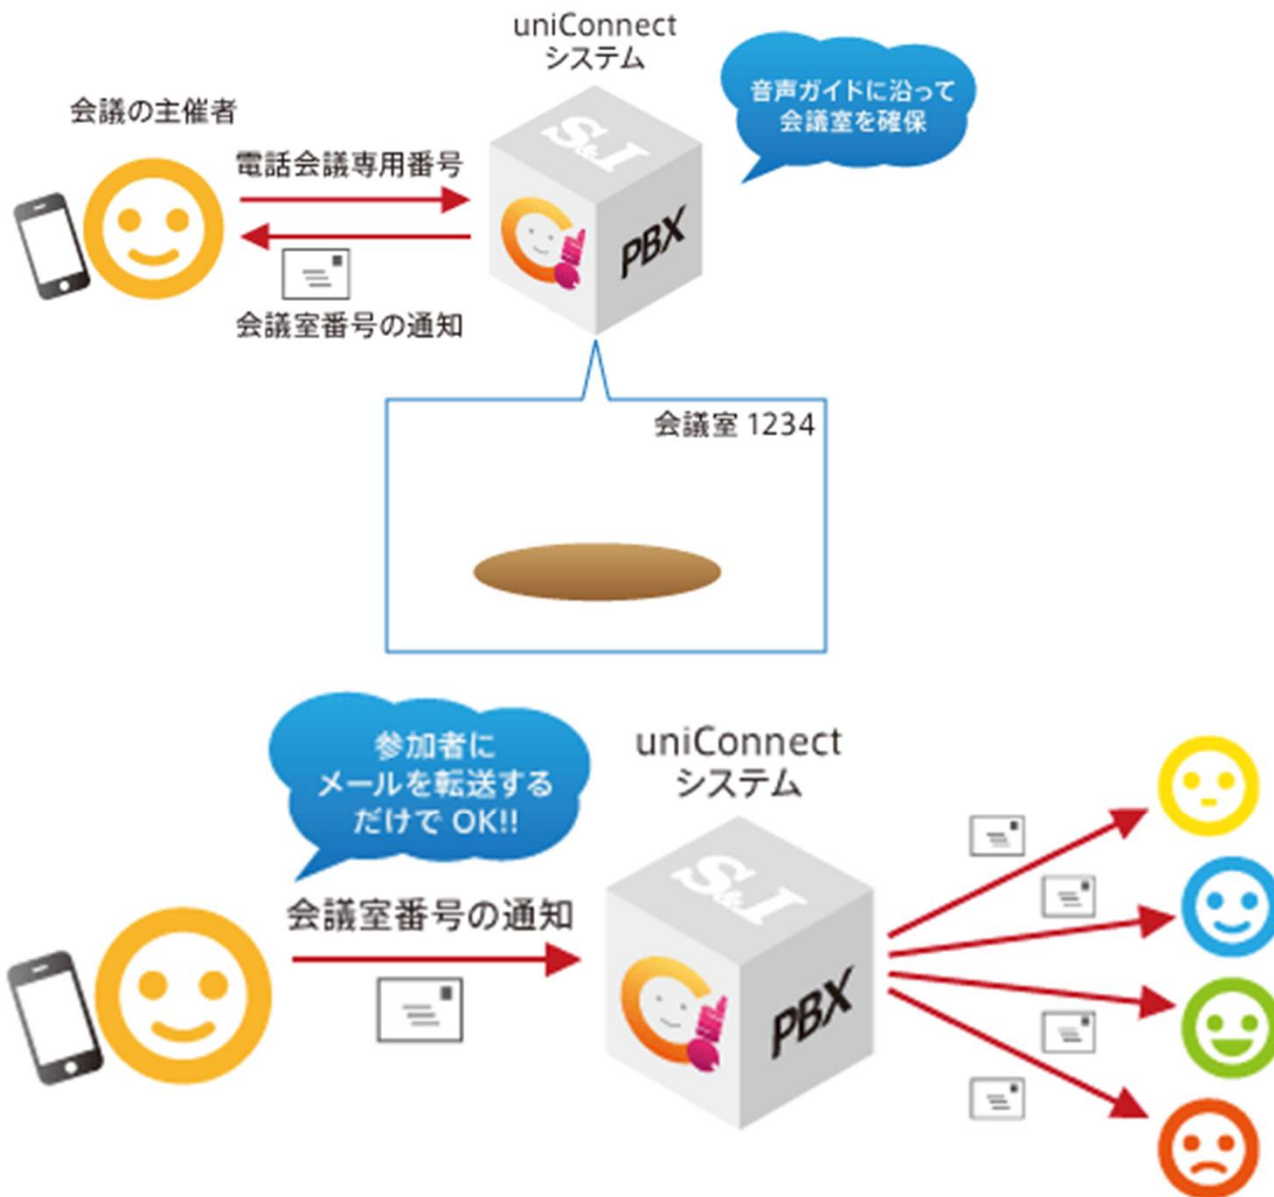 uniConnect
システム
音声ガイドに沿って
会議室を確保
会議の主催者
電話会議専用番号
S&I
PBX
会議室番号の通知
会議室 1234
参加者に
メールを転送する
だけで OK!!
uniConnect
システム
会議室番号の通知
S&I
PBX